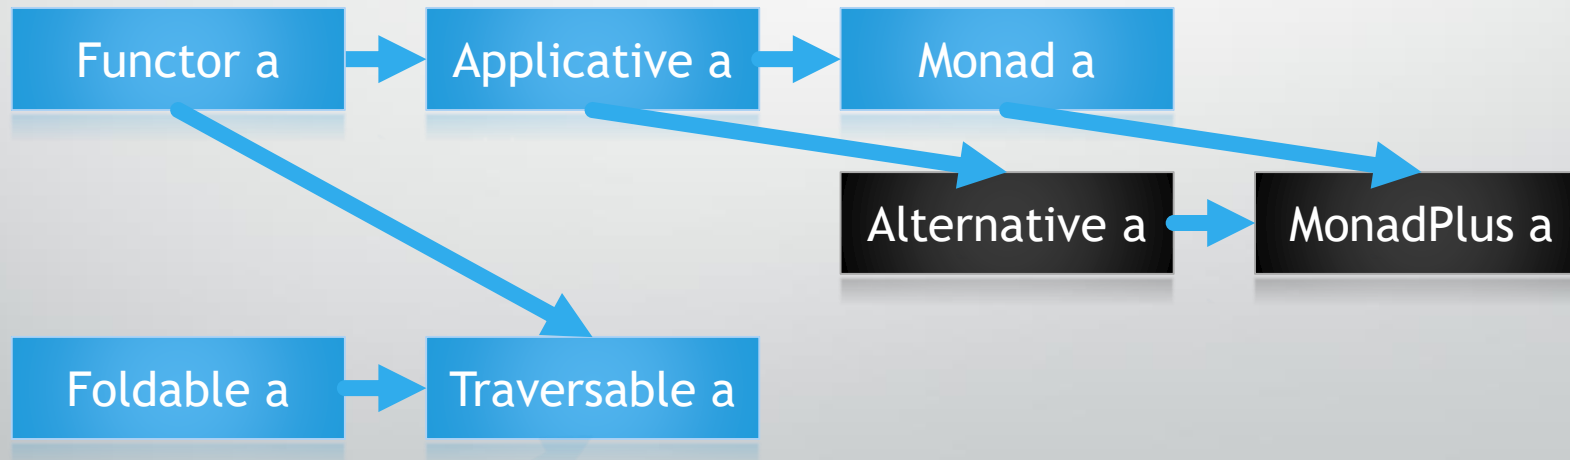 Functor a
Applicative a
Monad a
Alternative a
MonadPlus a
Foldable a
Traversable a